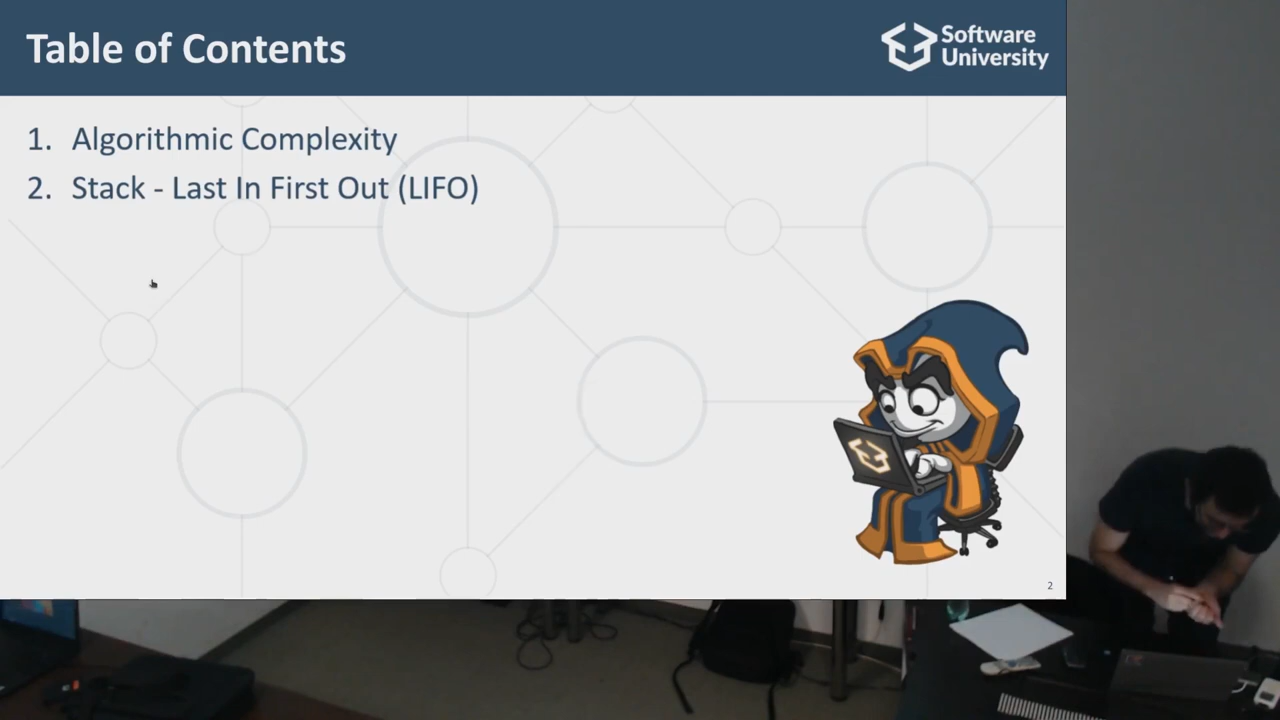 Table of Contents
Software
University
1. Algorithmic Complexity
2. Stack - Last In First Out (LIFO)
2